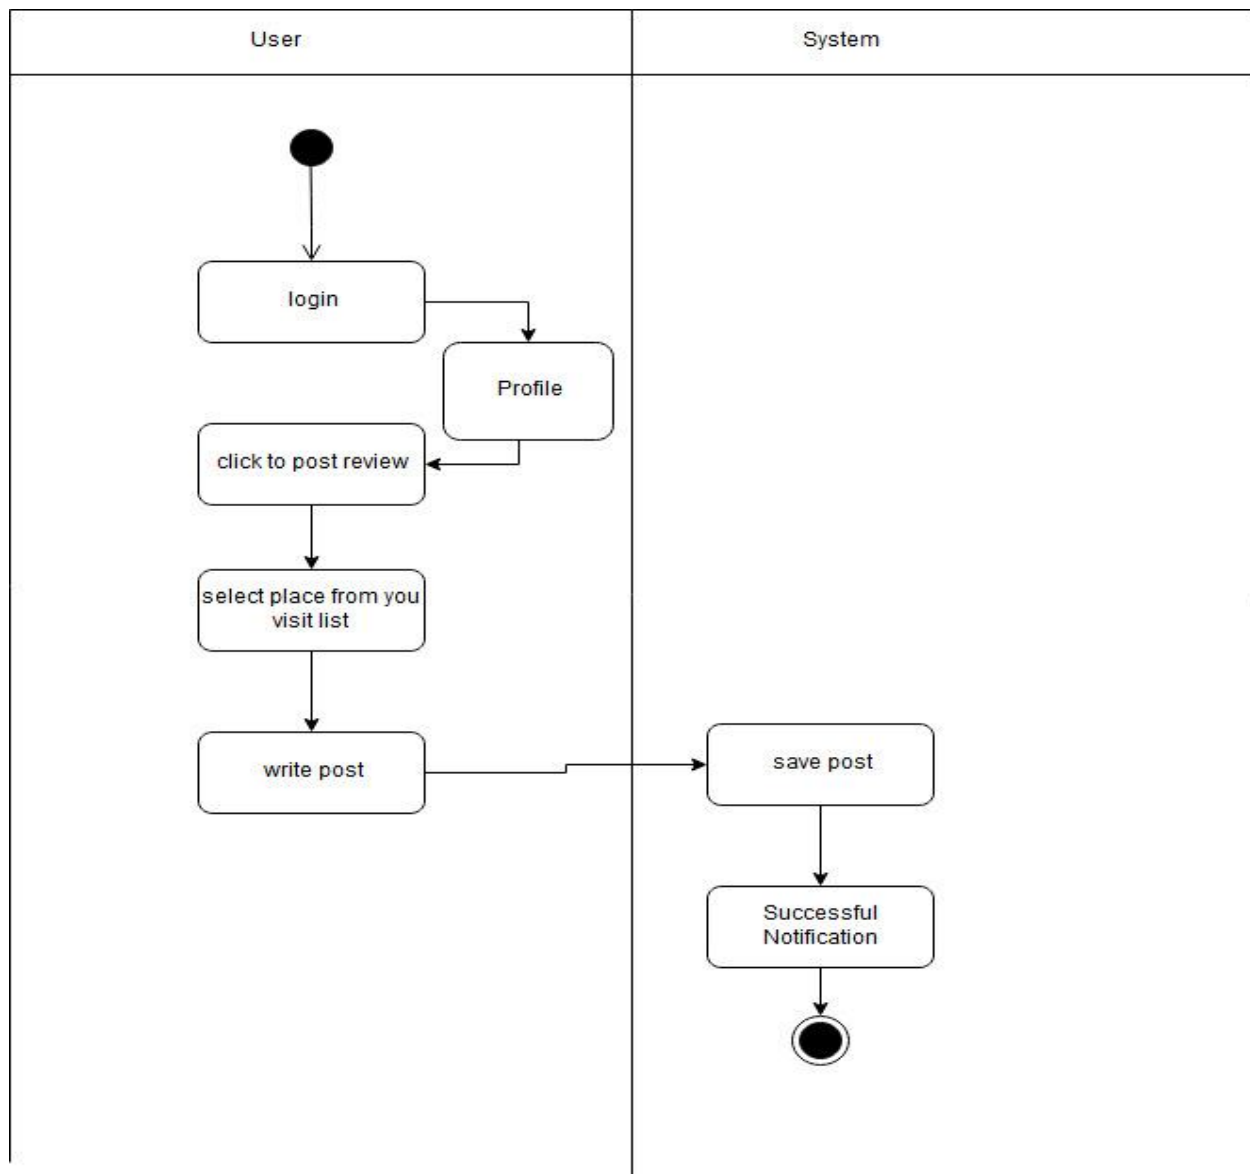 User
System
login
Profile
click to post review
select place from you
visit list
write post
save post
Successful
Notification